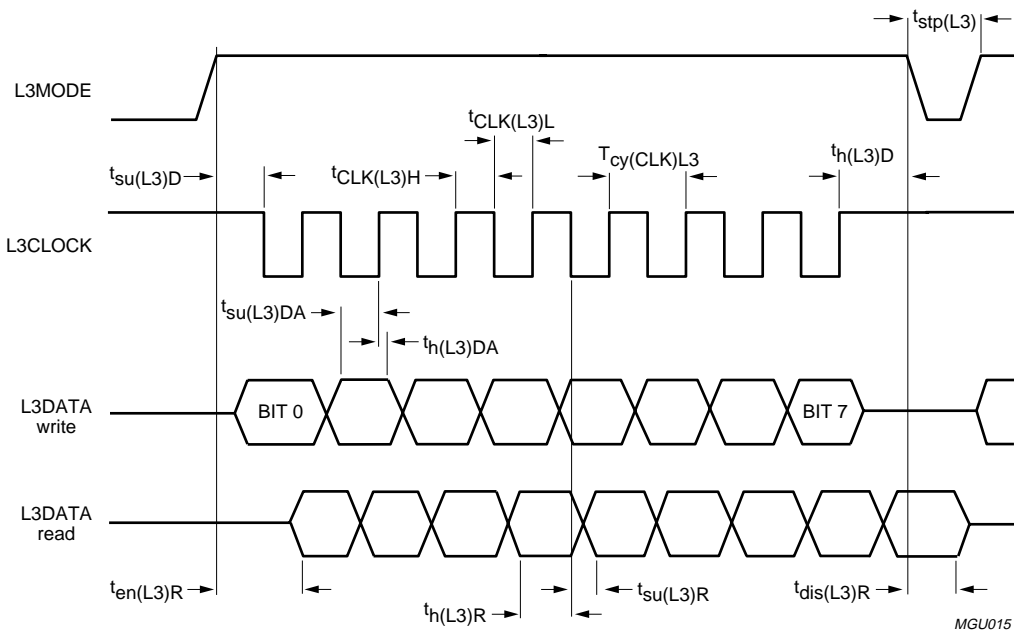 tstp(L3)
L3MODE
tCLK(L3)L
tsu(L3)D
tCLK(L3)H
Tcy(CLK)L3
th(L3)D
L3CLOCK
tsu(L3)DA
th(L3)DA
L3DATA
write
BIT 0
BIT 7
L3DATA
read
ten(L3)R
th(L3)R
tsu(L3)R
tdis(L3)R
MGU015